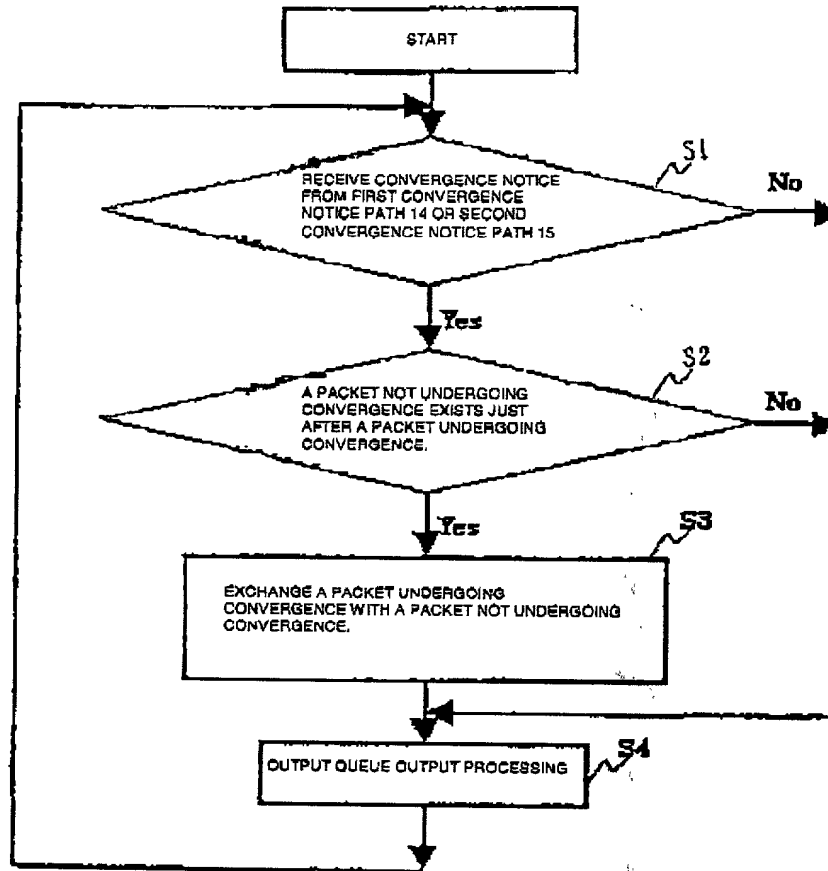 START
S1
RECEIVE CONVERGENCE NOTICE
FROM FIRST CONVERGENCE
NOTICE PATH 14 OR SECOND
CONVERGENCE NOTICE PATH 15
No
Yes
S2
A PACKET NOT UNDERGOING
CONVERGENCE EXISTS JUST
AFTER A PACKET UNDERGOING
CONVERGENCE.
No
Yes
S3
EXCHANGE A PACKET UNDERGOING
CONVERGENCE WITH A PACKET NOT UNDERGOING
CONVERGENCE.
S4
OUTPUT QUEUE OUTPUT PROCESSING